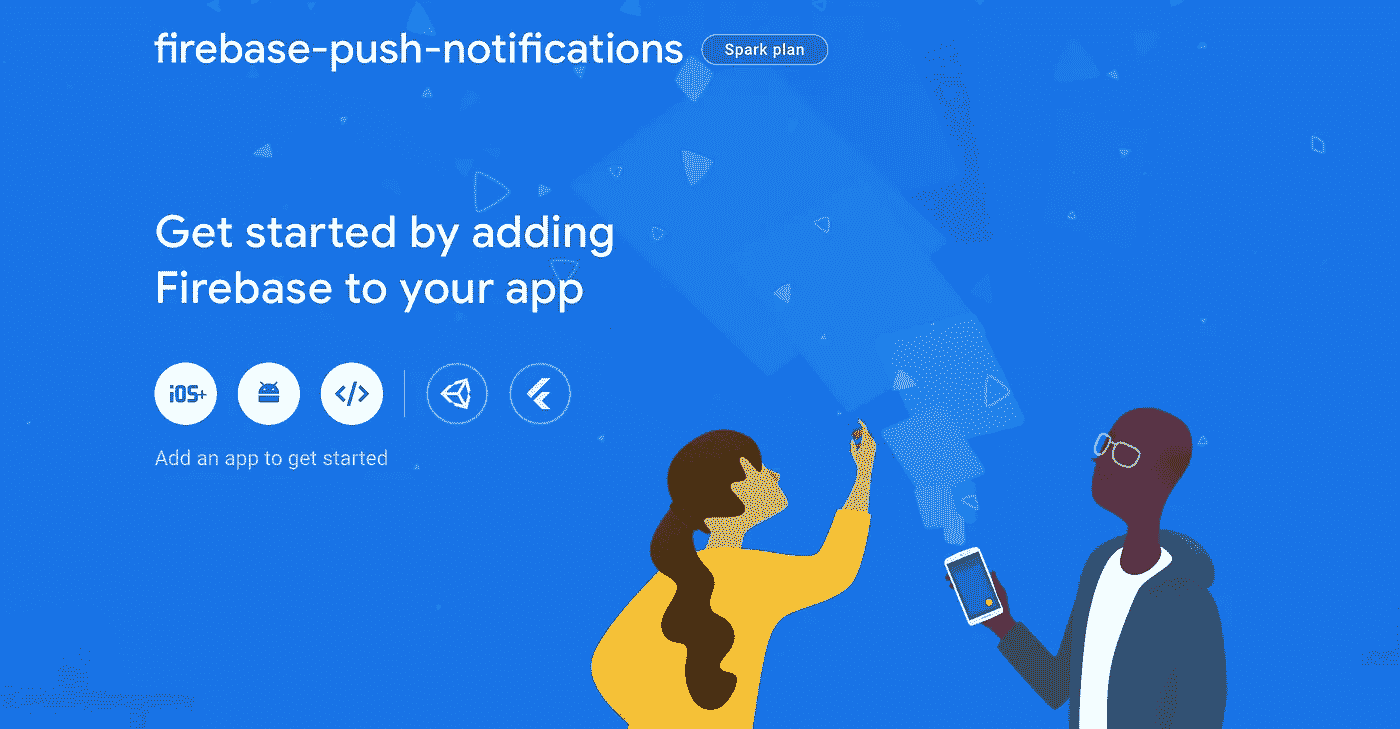 firebase-push-notifications
Spark plan
Get started by adding
Firebase to your app
iOS+
</>
Add an app to get started